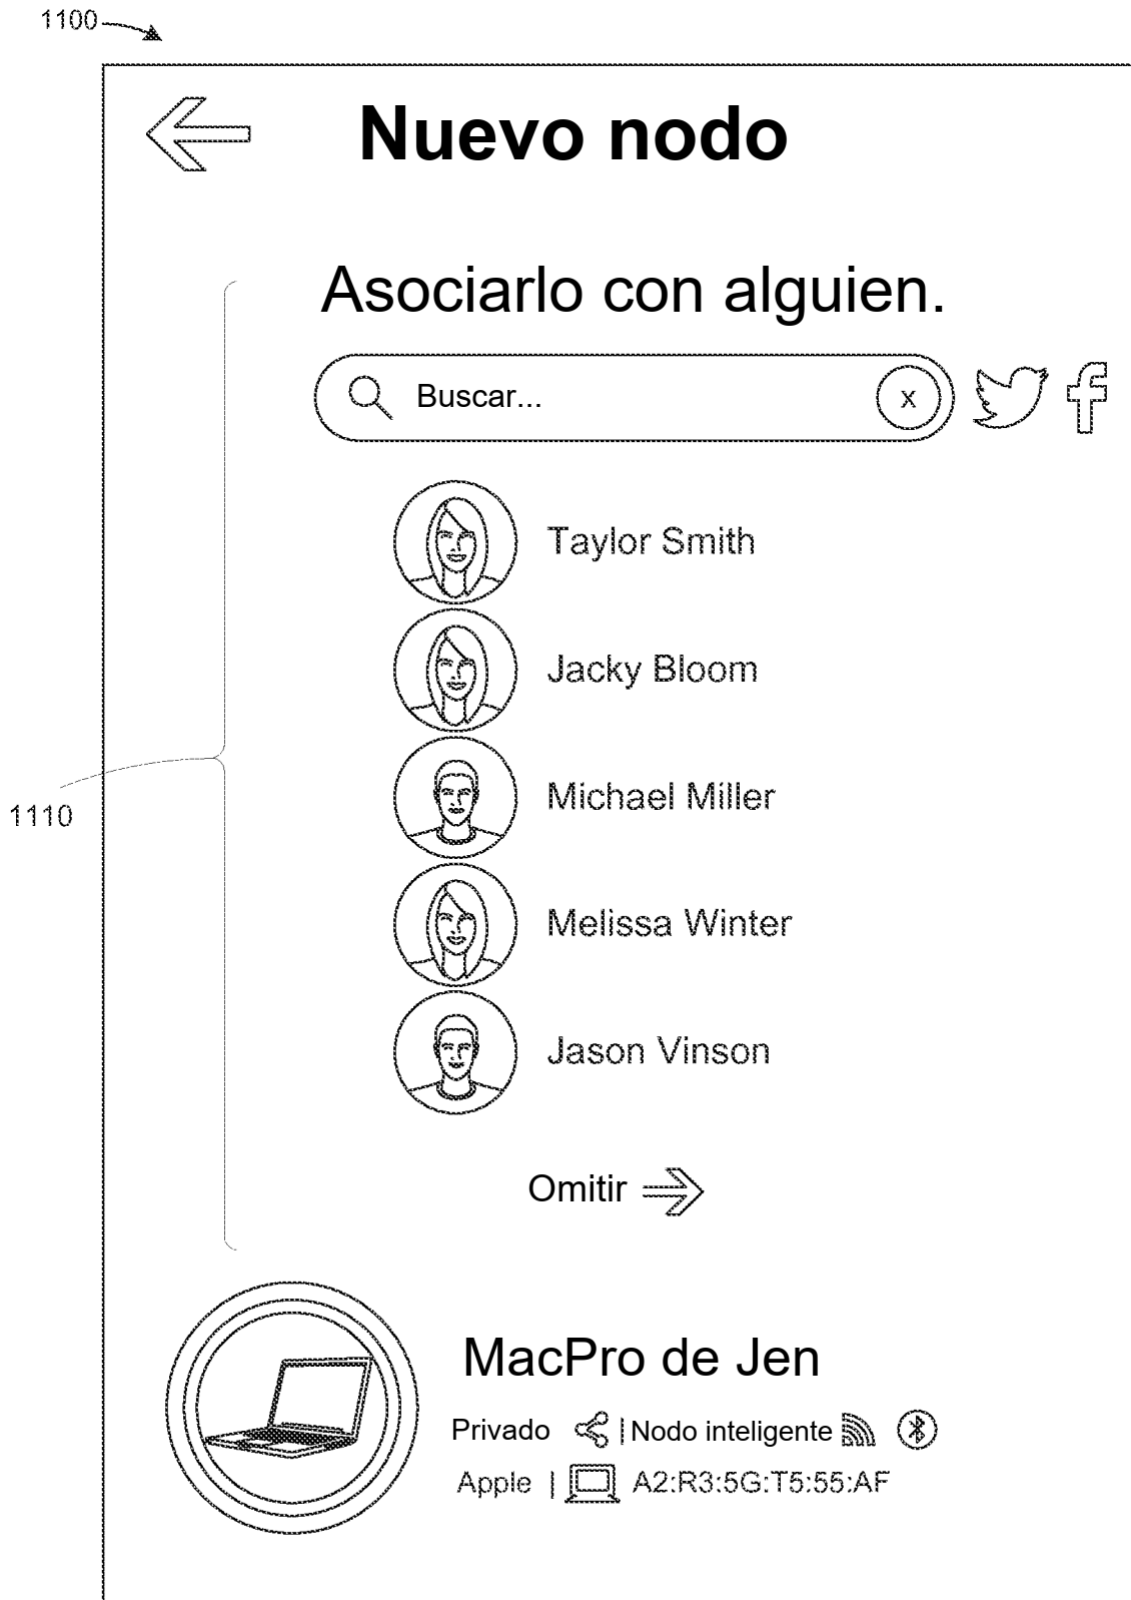 1100
Nuevo nodo
Asociarlo con alguien.
Buscar... x
Taylor Smith
Jacky Bloom
Michael Miller
1110
Melissa Winter
Jason Vinson
Omitir
MacPro de Jen
Privado | Nodo inteligente
Apple | A2:R3:5G:T5:55:AF